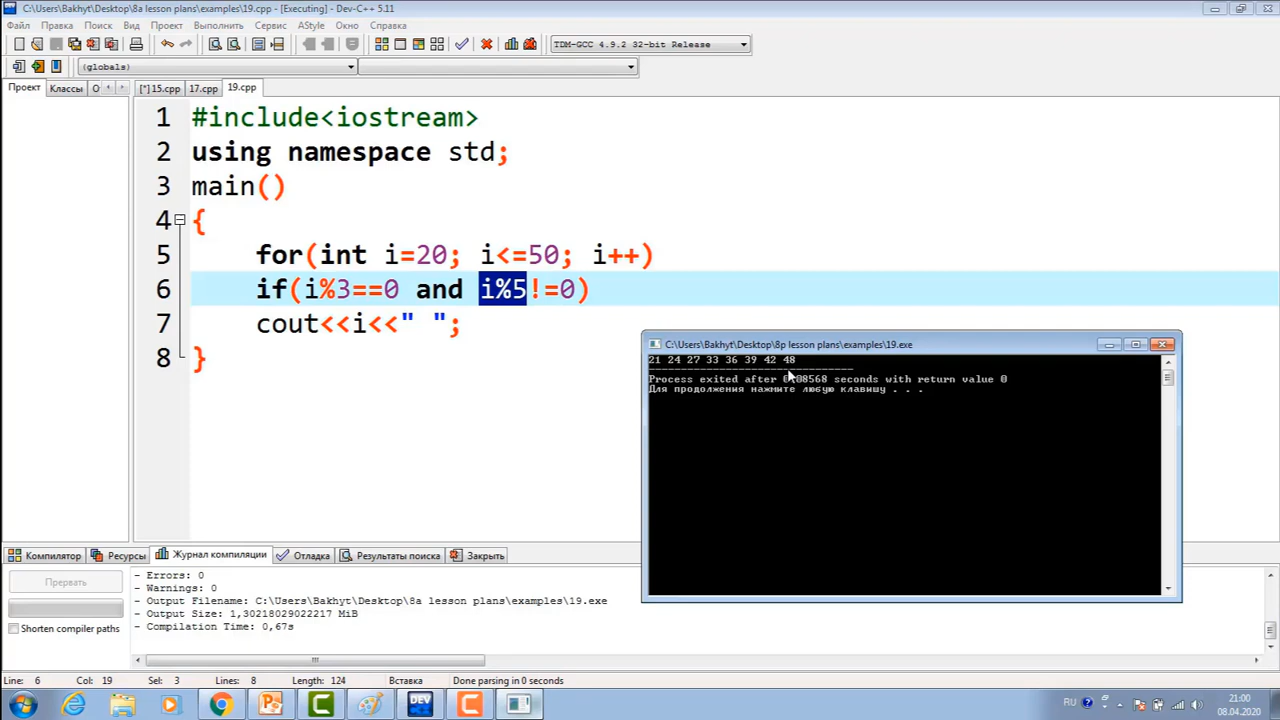 C:\Users\Bakhyt\Desktop\8a lesson plans\examples\19.cpp - [Executing] - Dev-C++ 5.11
Файл Правка Поиск Вид Проект Выполнить Сервис AStyle Окно Справка
TDM-GCC 4.9.2 32-bit Release
(globals)
Проект Классы О [*] 15.cpp 17.cpp 19.cpp
1 #include<iostream>
2 using namespace std;
3 main()
4 {
5 for(int i=20; i<=50; i++)
6 if(i%3==0 and i%5!=0)
7 cout<<i<<" ";
8 }
C:\Users\Bakhyt\Desktop\8p lesson plans\examples\19.exe
21 24 27 33 36 39 42 48
--------------------------------
Process exited after 0.08568 seconds with return value 0
Для продолжения нажмите любую клавишу . . .
Компилятор Ресурсы Журнал компиляции Отладка Результаты поиска Закрыть
Прервать
Shorten compiler paths
- Errors: 0
- Warnings: 0
- Output Filename: C:\Users\Bakhyt\Desktop\8a lesson plans\examples\19.exe
- Output Size: 1,30218029022217 MiB
- Compilation Time: 0,67s
Line: 6 Col: 19 Sel: 3 Lines: 8 Length: 124 Вставка Done parsing in 0 seconds
DEV
RU
21:00
08.04.2020